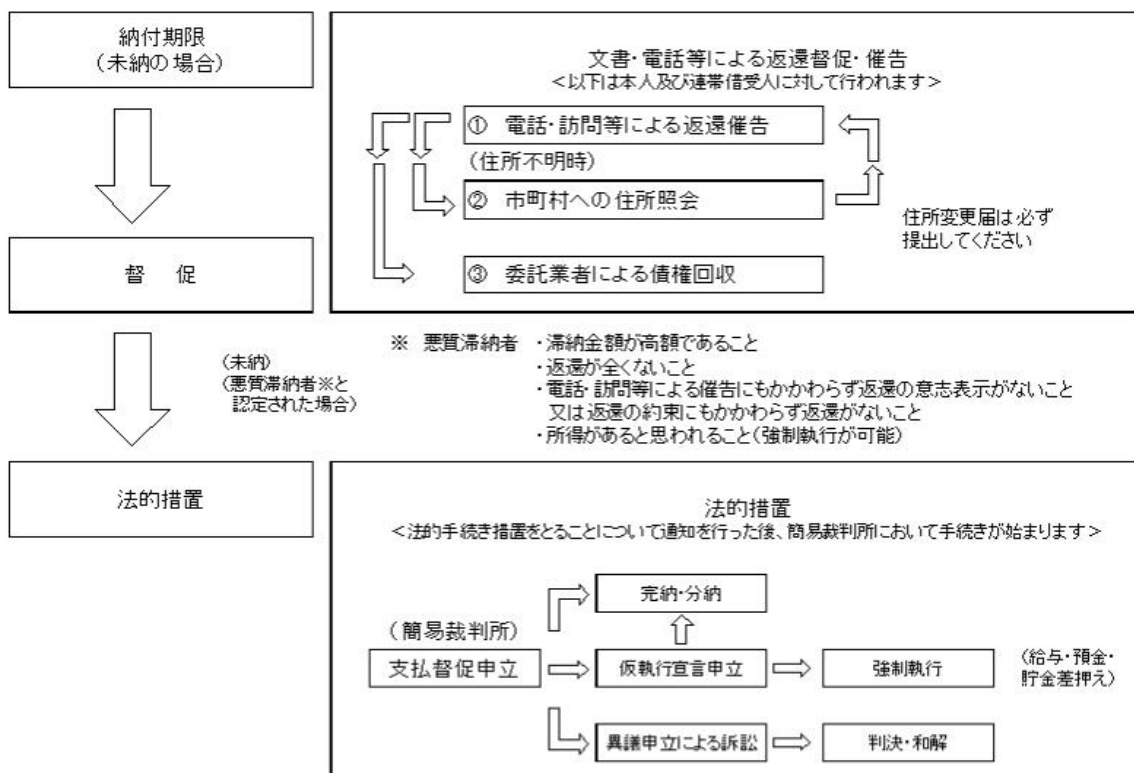 納付期限
(未納の場合)
文書・電話等による返還督促・催告
<以下は本人及び連帯借受人に対して行われます>
① 電話・訪問等による返還催告
(住所不明時)
② 市町村への住所照会
住所変更届は必ず
提出してください
③ 委託業者による債権回収
督 促
(未納)
(悪質滞納者※と
認定された場合)
※ 悪質滞納者 ・滞納金額が高額であること
・返還が全くないこと
・電話・訪問等による催告にもかかわらず返還の意志表示がないこと
又は返還の約束にもかかわらず返還がないこと
・所得があると思われること(強制執行が可能)
法的措置
法的措置
<法的手続き措置をとることについて通知を行った後、簡易裁判所において手続きが始まります>
完納・分納
(簡易裁判所)
支払督促申立
仮執行宣言申立
強制執行
(給与・預金・
貯金差押え)
異議申立による訴訟
判決・和解